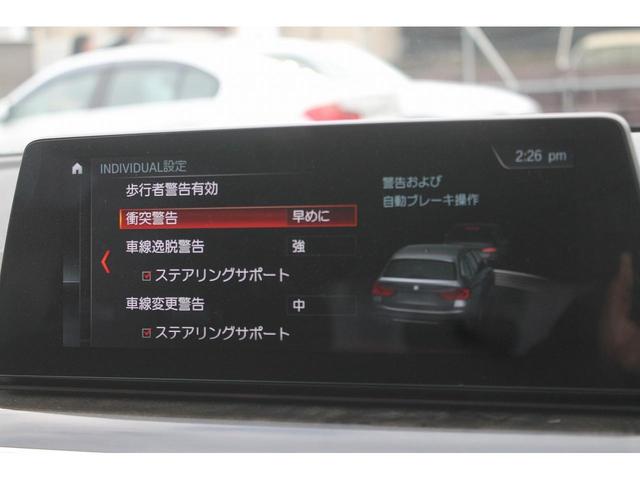 INDIVIDUAL設定
2:26 pm
歩行者警告有効
衝突警告 早めに
車線逸脱警告 強
ステアリングサポート
車線変更警告 中
ステアリングサポート
警告および
自動ブレーキ操作